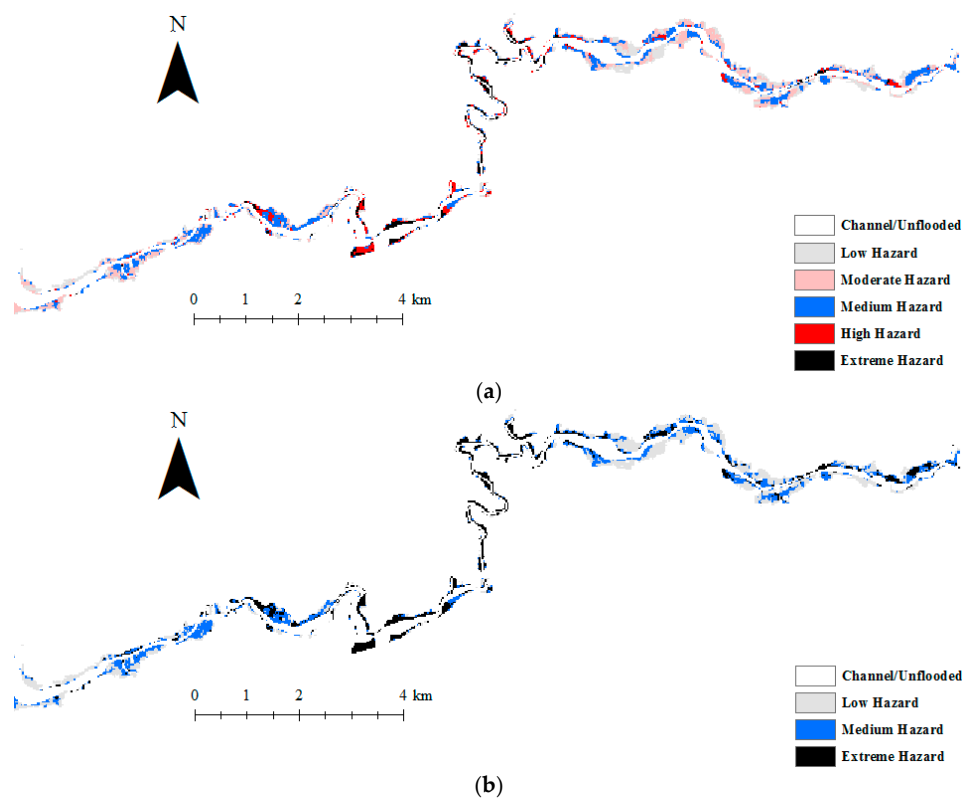 N
0 1 2 4 km
Channel/Unflooded
Low Hazard
Moderate Hazard
Medium Hazard
High Hazard
Extreme Hazard
(a)
N
0 1 2 4 km
Channel/Unflooded
Low Hazard
Medium Hazard
Extreme Hazard
(b)